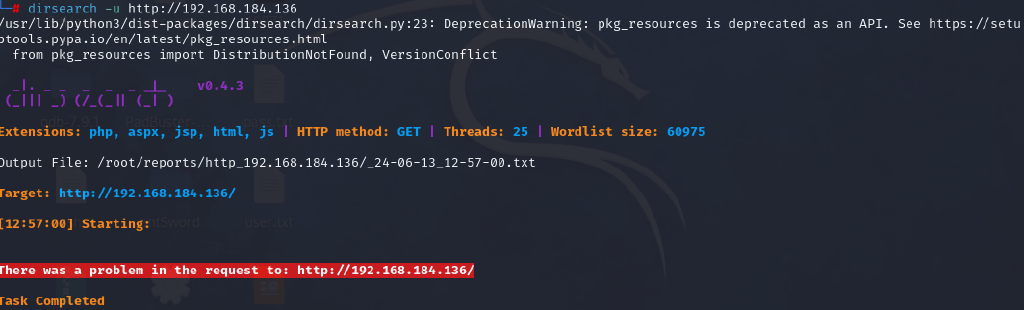 # dirsearch -u http://192.168.184.136
/usr/lib/python3/dist-packages/dirsearch/dirsearch.py:23: DeprecationWarning: pkg_resources is deprecated as an API. See https://setu
ptools.pypa.io/en/latest/pkg_resources.html
  from pkg_resources import DistributionNotFound, VersionConflict
v0.4.3
Extensions: php, aspx, jsp, html, js | HTTP method: GET | Threads: 25 | Wordlist size: 60975
Output File: /root/reports/http_192.168.184.136/_24-06-13_12-57-00.txt
Target: http://192.168.184.136/
[12:57:00] Starting:
user.txt
There was a problem in the request to: http://192.168.184.136/
Task Completed